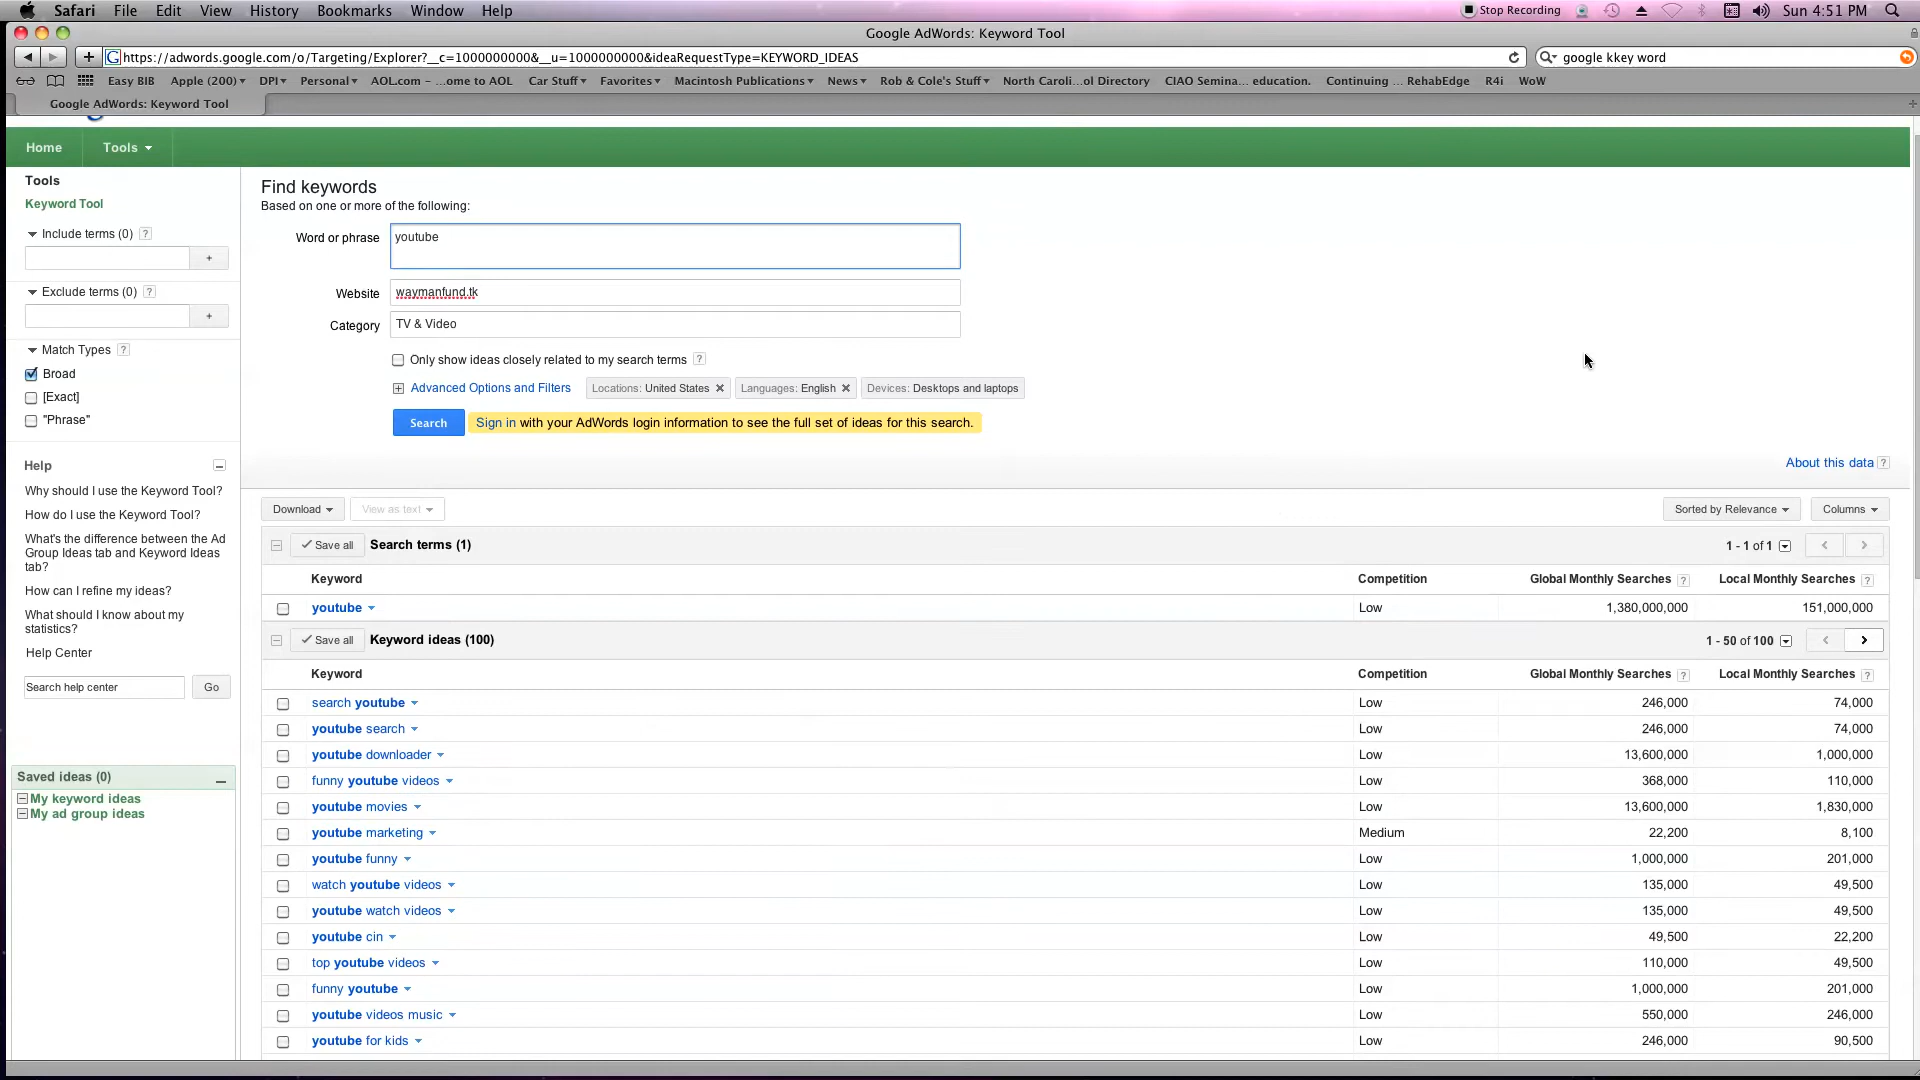 Safari File Edit View History Bookmarks Window Help Stop Recording Sun 4:51 PM
Google AdWords: Keyword Tool
https://adwords.google.com/o/Targeting/Explorer?__c=1000000000&__u=1000000000&ideaRequestType=KEYWORD_IDEAS google kkey word
Easy BIB Apple (200) DPI Personal AOL.com – ...ome to AOL Car Stuff Favorites Macintosh Publications News Rob & Cole's Stuff North Caroli...ol Directory CIAO Semina... education. Continuing ... RehabEdge R4i WoW
Google AdWords: Keyword Tool
Home Tools
Tools
Keyword Tool
Include terms (0) ?
+
Exclude terms (0) ?
+
Match Types ?
Broad
[Exact]
"Phrase"
Help
Why should I use the Keyword Tool?
How do I use the Keyword Tool?
What's the difference between the Ad
Group Ideas tab and Keyword Ideas
tab?
How can I refine my ideas?
What should I know about my
statistics?
Help Center
Search help center Go
Saved ideas (0)
My keyword ideas
My ad group ideas
Find keywords
Based on one or more of the following:
Word or phrase youtube
Website waymanfund.tk
Category TV & Video
Only show ideas closely related to my search terms ?
Advanced Options and Filters Locations: United States Languages: English Devices: Desktops and laptops
Search Sign in with your AdWords login information to see the full set of ideas for this search.
About this data ?
Download View as text Sorted by Relevance Columns
Save all Search terms (1) 1 - 1 of 1
Keyword Competition Global Monthly Searches ? Local Monthly Searches ?
youtube Low 1,380,000,000 151,000,000
Save all Keyword ideas (100) 1 - 50 of 100
Keyword Competition Global Monthly Searches ? Local Monthly Searches ?
search youtube Low 246,000 74,000
youtube search Low 246,000 74,000
youtube downloader Low 13,600,000 1,000,000
funny youtube videos Low 368,000 110,000
youtube movies Low 13,600,000 1,830,000
youtube marketing Medium 22,200 8,100
youtube funny Low 1,000,000 201,000
watch youtube videos Low 135,000 49,500
youtube watch videos Low 135,000 49,500
youtube cin Low 49,500 22,200
top youtube videos Low 110,000 49,500
funny youtube Low 1,000,000 201,000
youtube videos music Low 550,000 246,000
youtube for kids Low 246,000 90,500